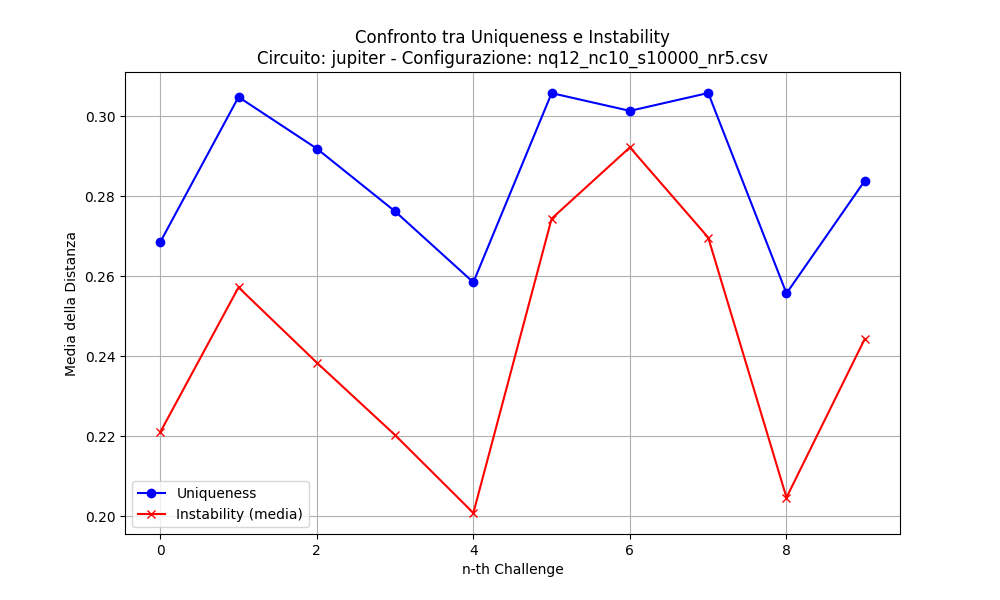 Confronto tra Uniqueness e Instability
Circuito: jupiter - Configurazione: nq12_nc10_s10000_nr5.csv
Media della Distanza
0.30
0.28
0.26
0.24
0.22
0.20
Uniqueness
Instability (media)
0 2 4 6 8
n-th Challenge